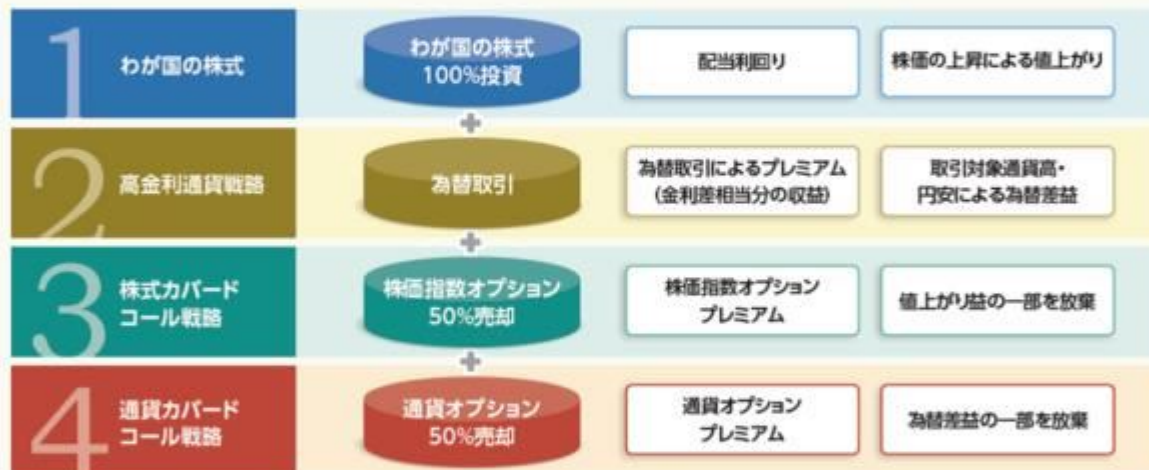 1
わが国の株式
わが国の株式
100%投資
配当利回り
株価の上昇による値上がり
+
2
高金利通貨戦略
為替取引
為替取引によるプレミアム
(金利差相当分の収益)
取引対象通貨高・
円安による為替差益
+
3
株式カバード
コール戦略
株価指数オプション
50%売却
株価指数オプション
プレミアム
値上がり益の一部を放棄
+
4
通貨カバード
コール戦略
通貨オプション
50%売却
通貨オプション
プレミアム
為替差益の一部を放棄